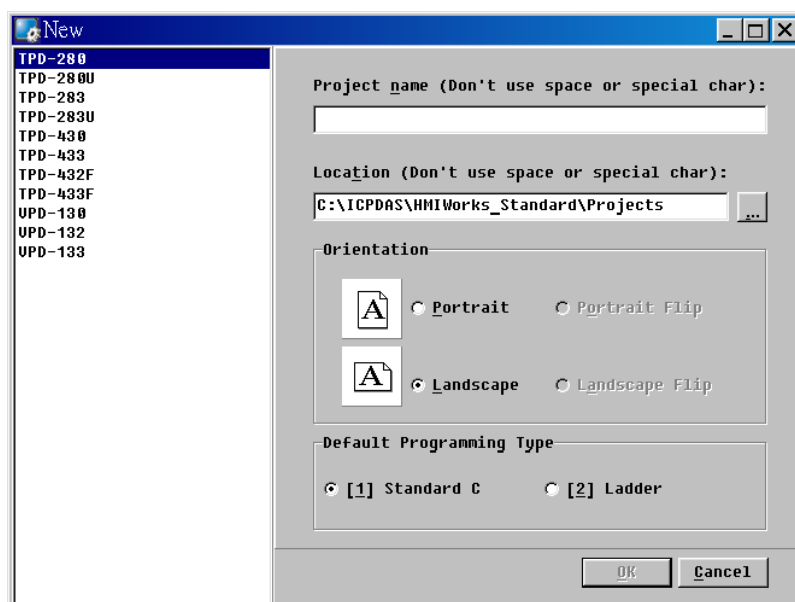 New
TPD-280
TPD-280U
TPD-283
TPD-283U
TPD-430
TPD-433
TPD-432F
TPD-433F
VPD-130
VPD-132
VPD-133
Project name (Don't use space or special char):
Location (Don't use space or special char):
C:\ICPDAS\HMIWorks_Standard\Projects
...
Orientation
A Portrait Portrait Flip
A Landscape Landscape Flip
Default Programming Type
[1] Standard C [2] Ladder
OK Cancel